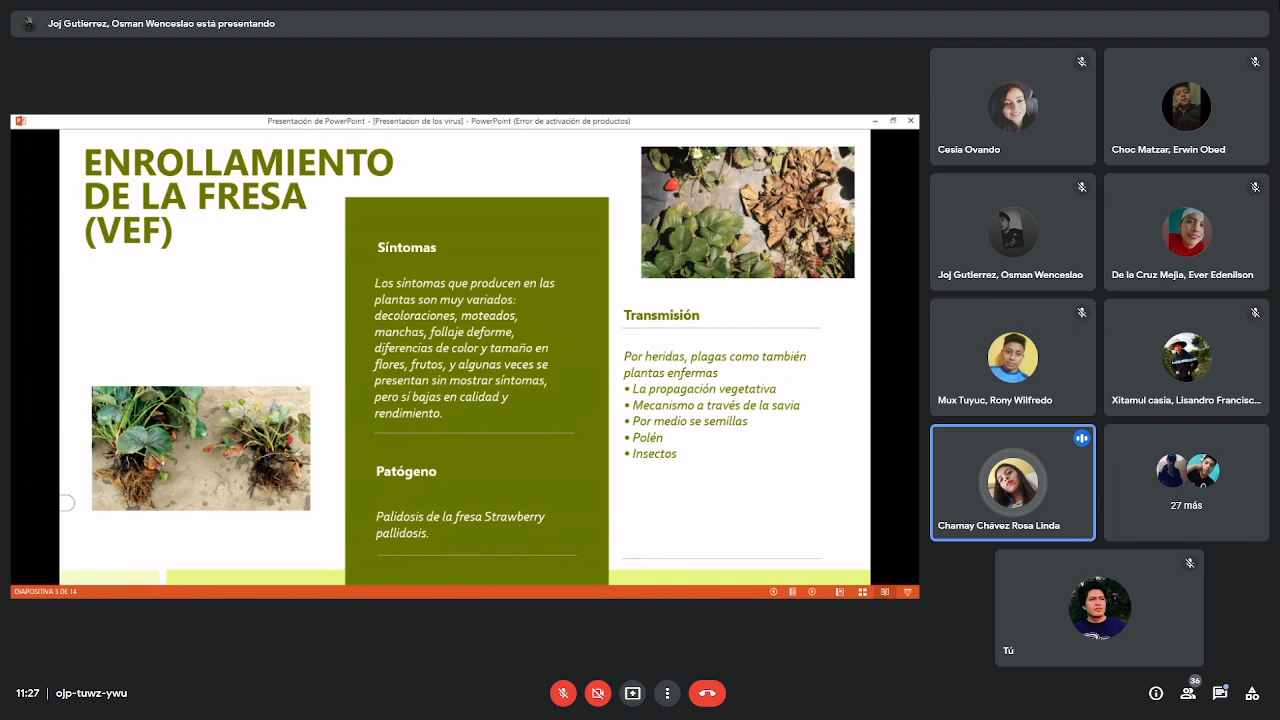 Joj Gutierrez, Osman Wenceslao está presentando
Presentación de PowerPoint - [Presentacion de los virus] - PowerPoint (Error de activación de productos)
ENROLLAMIENTO
DE LA FRESA
(VEF)
Síntomas
Los síntomas que producen en las
plantas son muy variados:
decoloraciones, moteados,
manchas, follaje deforme,
diferencias de color y tamaño en
flores, frutos, y algunas veces se
presentan sin mostrar síntomas,
pero sí bajas en calidad y
rendimiento.
Patógeno
Palidosis de la fresa Strawberry
pallidosis.
Transmisión
Por heridas, plagas como también
plantas enfermas
• La propagación vegetativa
• Mecanismo a través de la savia
• Por medio se semillas
• Polén
• Insectos
DIAPOSITIVA 3 DE 14
Celia Ovando
Choc Matzar, Erwin Obed
Joj Gutierrez, Osman Wenceslao
De la Cruz Mejía, Ever Edenilson
Mux Tuyuc, Rony Wilfredo
Xitamul casia, Lisandro Francisc...
Chamay Chávez Rosa Linda
27 más
Tú
11:27 | ojp-tuwz-ywu
36